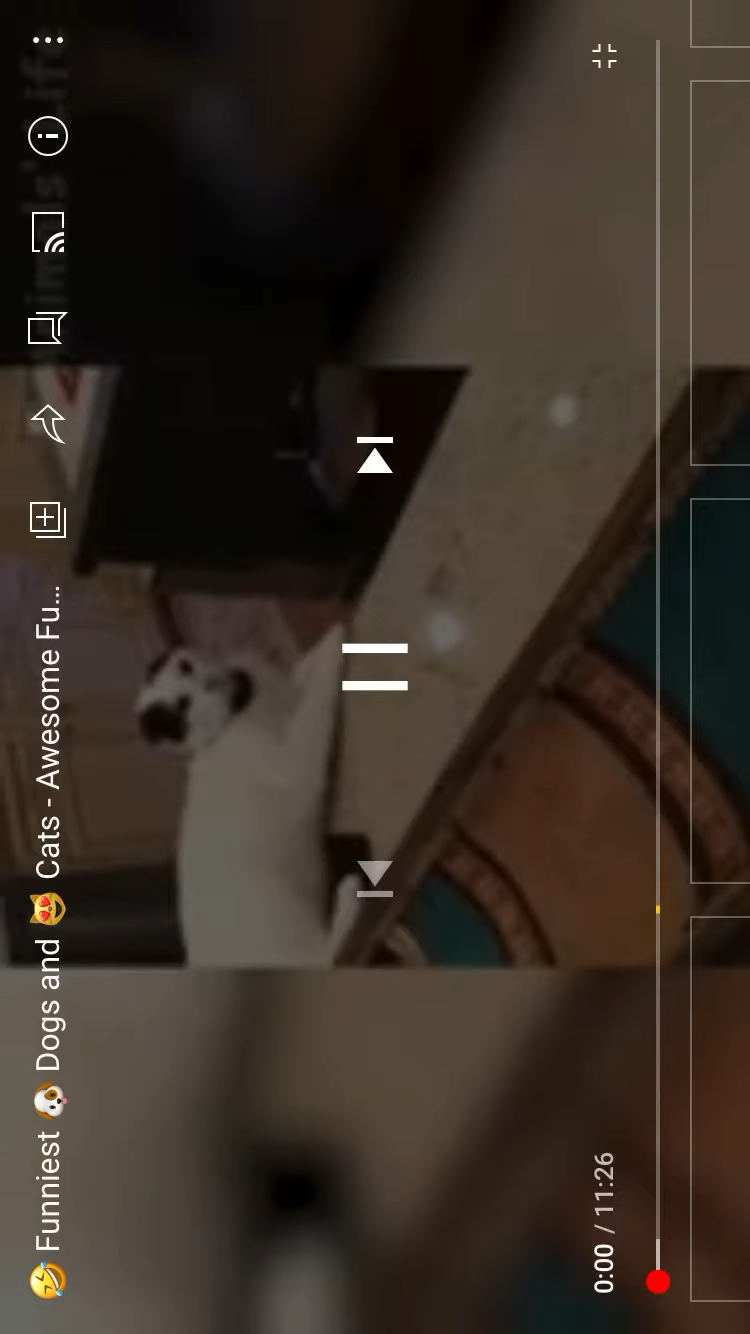 🤣 Funniest 🐶 Dogs and 😻 Cats - Awesome Fu...
0:00 / 11:26